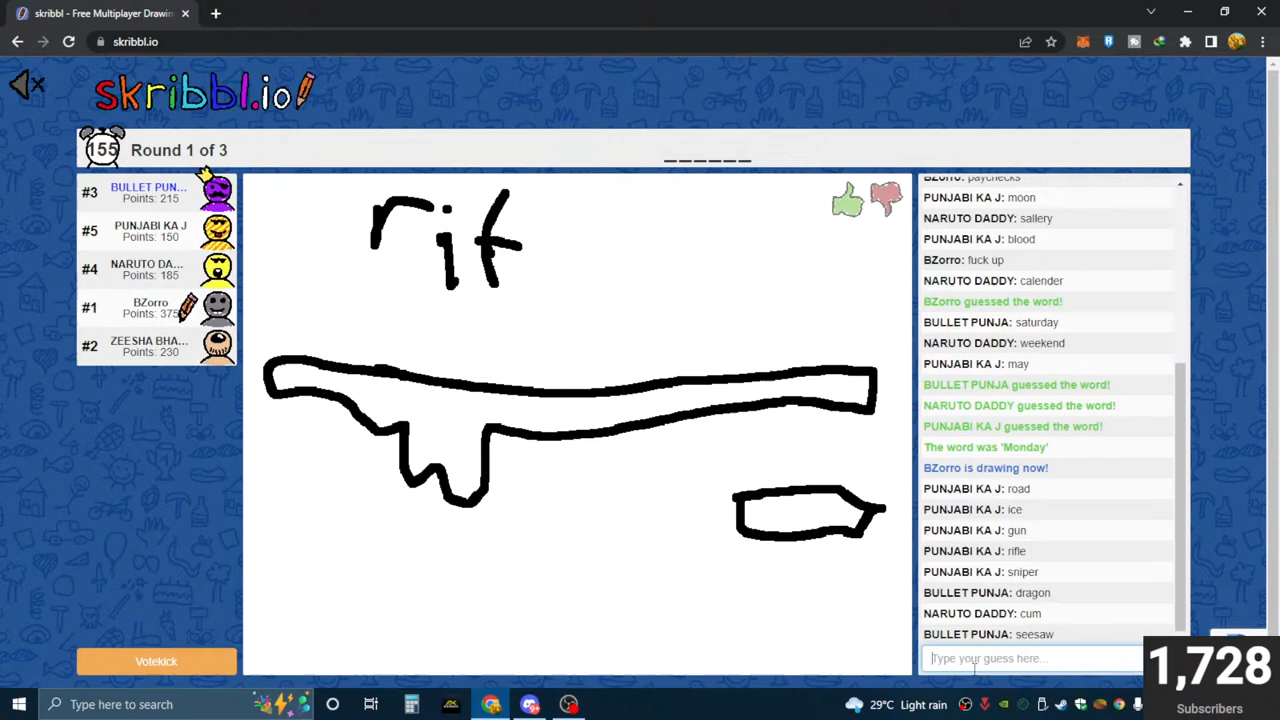 skribbl - Free Multiplayer Drawin
skribbl.io
skribbl.io
155
Round 1 of 3
______
#3
BULLET PUN...
Points: 215
#5
PUNJABI KA J
Points: 150
#4
NARUTO DA...
Points: 185
#1
BZorro
Points: 375
#2
ZEESHA BHA...
Points: 230
Votekick
rif
BZorro: paychecks
PUNJABI KA J: moon
NARUTO DADDY: sallery
PUNJABI KA J: blood
BZorro: fuck up
NARUTO DADDY: calender
BZorro guessed the word!
BULLET PUNJA: saturday
NARUTO DADDY: weekend
PUNJABI KA J: may
BULLET PUNJA guessed the word!
NARUTO DADDY guessed the word!
PUNJABI KA J guessed the word!
The word was 'Monday'
BZorro is drawing now!
PUNJABI KA J: road
PUNJABI KA J: ice
PUNJABI KA J: gun
PUNJABI KA J: rifle
PUNJABI KA J: sniper
BULLET PUNJA: dragon
NARUTO DADDY: cum
BULLET PUNJA: seesaw
Type your guess here...
1,728
Subscribers
Type here to search
29°C Light rain